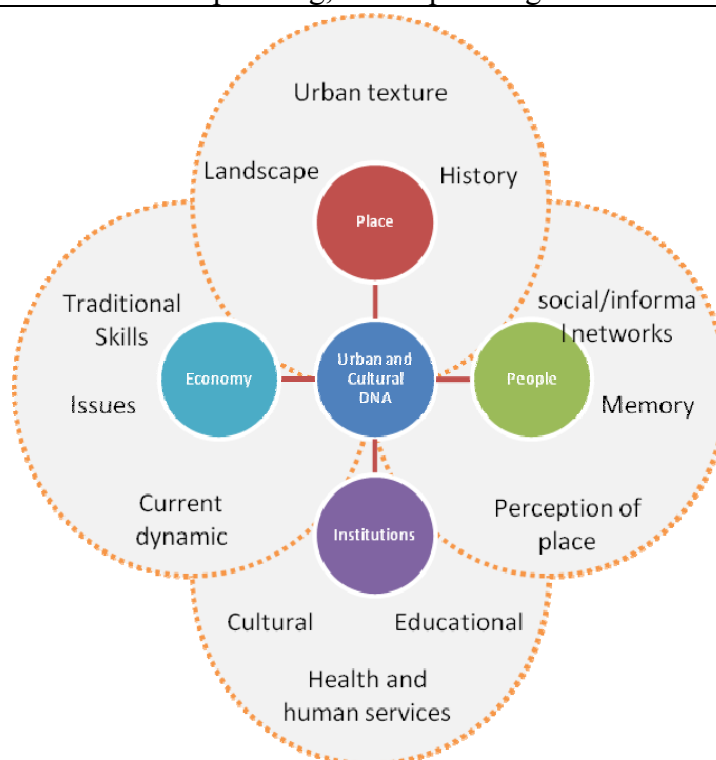 Urban texture
Landscape
History
Place
Traditional
Skills
social/informa
l networks
Economy
Urban and
Cultural
DNA
People
Issues
Memory
Current
dynamic
Perception of
place
Institutions
Cultural
Educational
Health and
human services